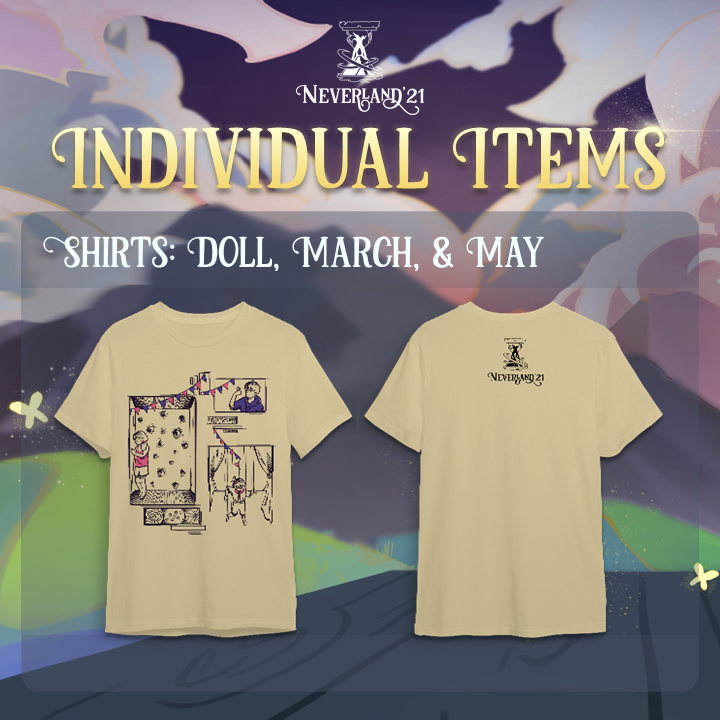 NEVERLAND'21
INDIVIDUAL ITEMS
SHIRTS: DOLL, MARCH, & MAY
NEVERLAND'21